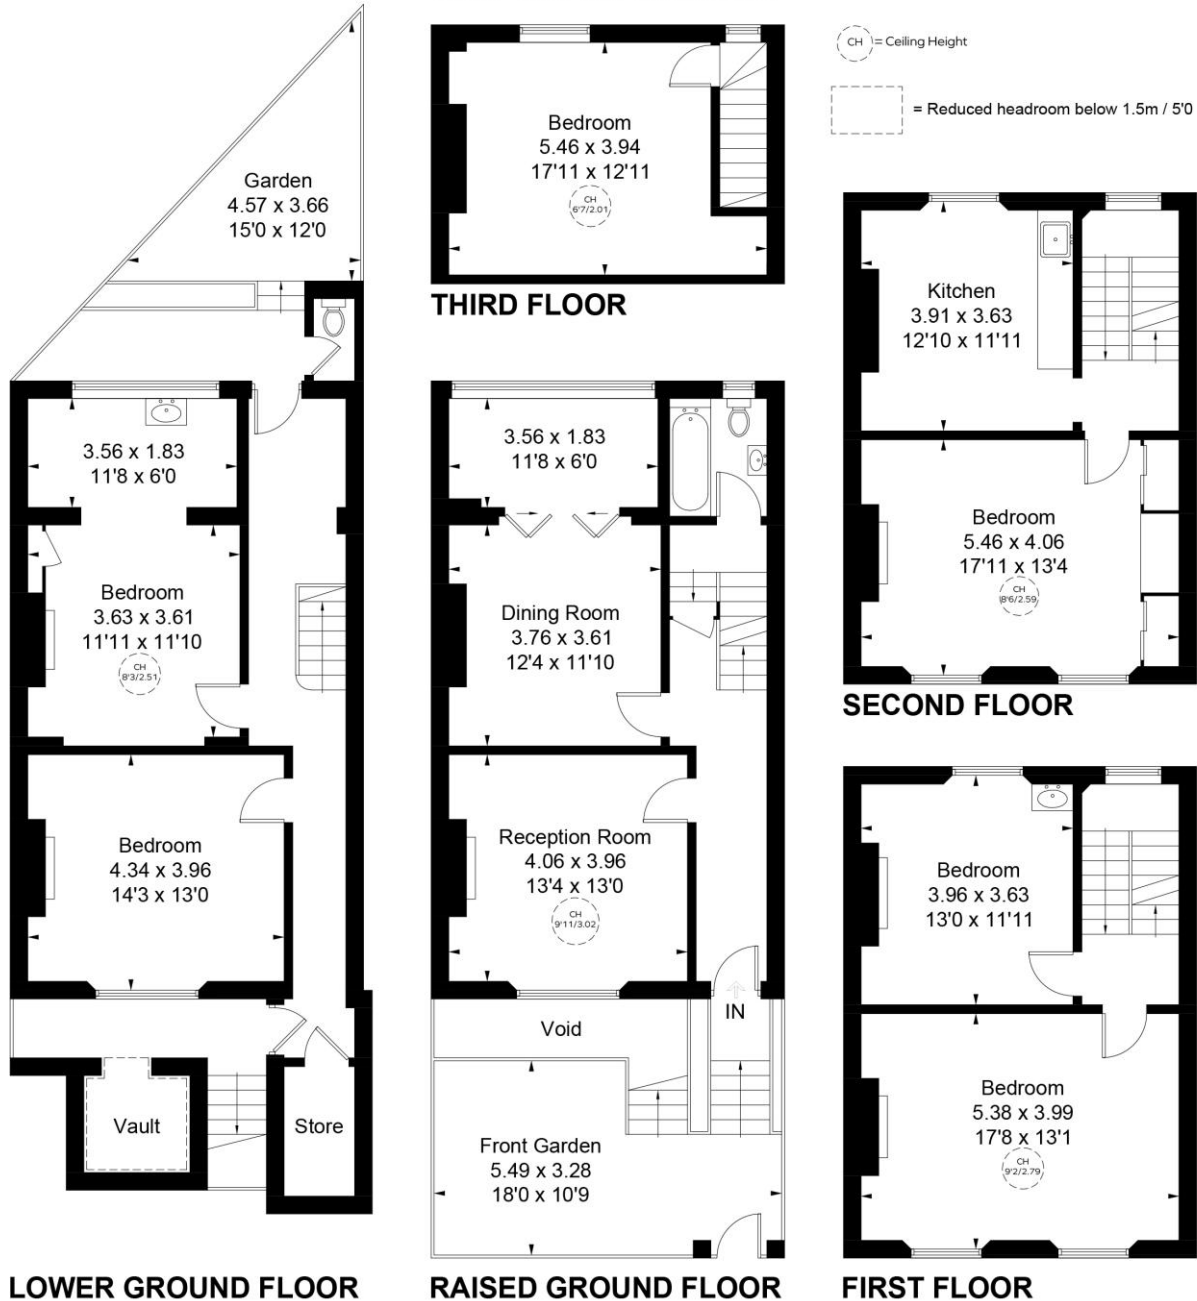 Garden
4.57 x 3.66
15'0 x 12'0
3.56 x 1.83
11'8 x 6'0
Bedroom
3.63 x 3.61
11'11 x 11'10
CH
8'3/2.51
Bedroom
4.34 x 3.96
14'3 x 13'0
Vault
Store
LOWER GROUND FLOOR
Bedroom
5.46 x 3.94
17'11 x 12'11
CH
6'7/2.01
THIRD FLOOR
3.56 x 1.83
11'8 x 6'0
Dining Room
3.76 x 3.61
12'4 x 11'10
Reception Room
4.06 x 3.96
13'4 x 13'0
CH
9'11/3.02
IN
Void
Front Garden
5.49 x 3.28
18'0 x 10'9
RAISED GROUND FLOOR
CH = Ceiling Height
= Reduced headroom below 1.5m / 5'0
Kitchen
3.91 x 3.63
12'10 x 11'11
Bedroom
5.46 x 4.06
17'11 x 13'4
CH
8'6/2.59
SECOND FLOOR
Bedroom
3.96 x 3.63
13'0 x 11'11
Bedroom
5.38 x 3.99
17'8 x 13'1
CH
9'2/2.79
FIRST FLOOR